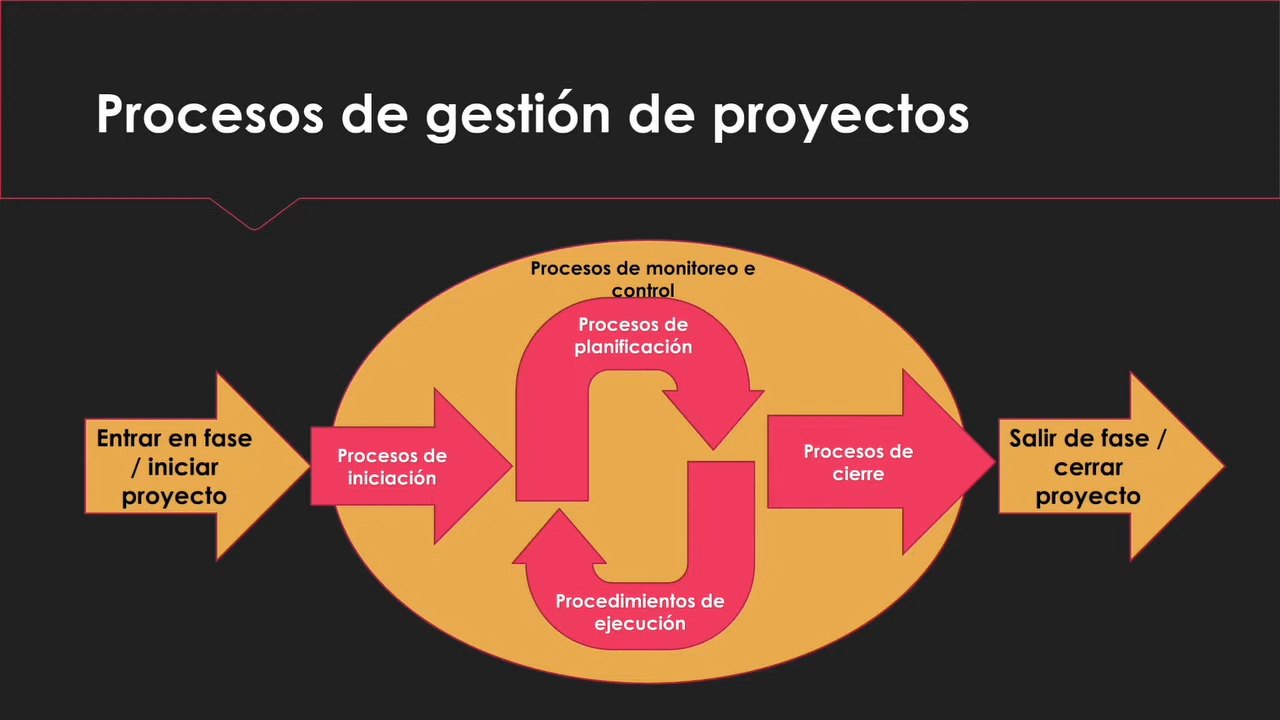 Procesos de gestión de proyectos
Procesos de monitoreo e
control
Procesos de
planificación
Entrar en fase
/ iniciar
proyecto
Procesos de
iniciación
Procesos de
cierre
Salir de fase /
cerrar
proyecto
Procedimientos de
ejecución